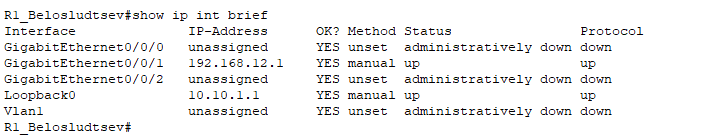 R1_Belosludtsev#show ip int brief
Interface              IP-Address      OK? Method Status                Protocol
GigabitEthernet0/0/0   unassigned      YES unset  administratively down down
GigabitEthernet0/0/1   192.168.12.1    YES manual up                    up
GigabitEthernet0/0/2   unassigned      YES unset  administratively down down
Loopback0              10.10.1.1       YES manual up                    up
Vlan1                  unassigned      YES unset  administratively down down
R1_Belosludtsev#